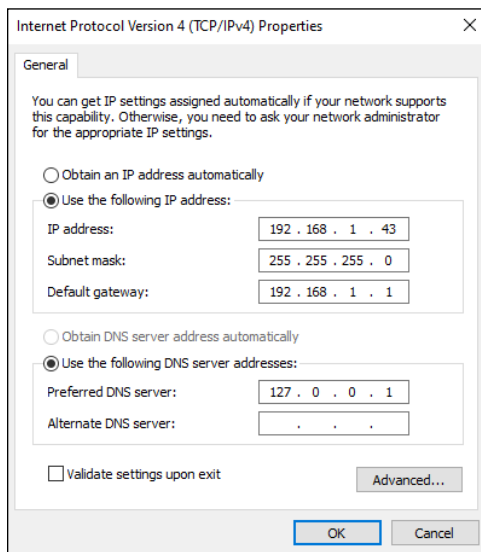 Internet Protocol Version 4 (TCP/IPv4) Properties
General
You can get IP settings assigned automatically if your network supports
this capability. Otherwise, you need to ask your network administrator
for the appropriate IP settings.
Obtain an IP address automatically
Use the following IP address:
IP address: 192 . 168 . 1 . 43
Subnet mask: 255 . 255 . 255 . 0
Default gateway: 192 . 168 . 1 . 1
Obtain DNS server address automatically
Use the following DNS server addresses:
Preferred DNS server: 127 . 0 . 0 . 1
Alternate DNS server: . . .
Validate settings upon exit
Advanced...
OK Cancel